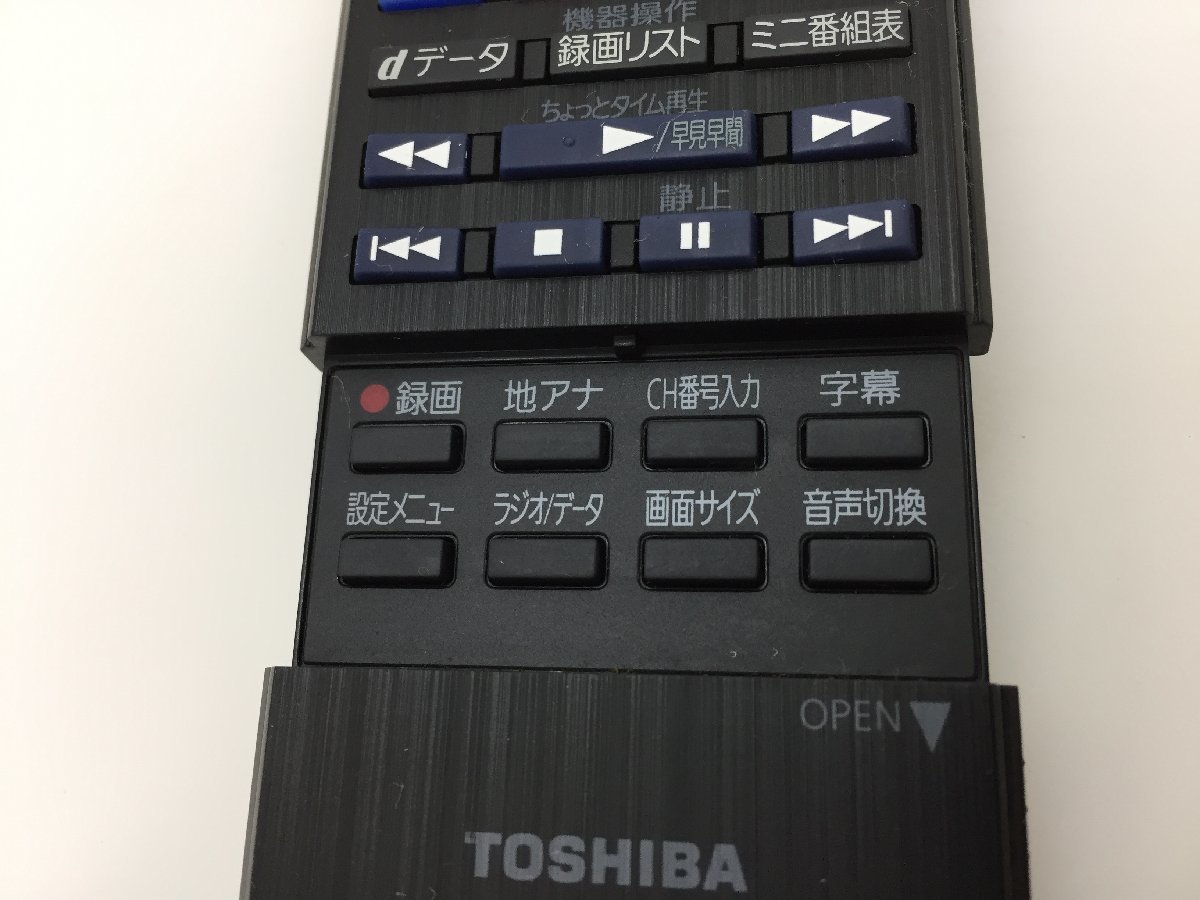 機器操作
dデータ 録画リスト ミニ番組表
ちょっとタイム再生
/早見早聞
静止
録画 地アナ CH番号入力 字幕
設定メニュー ラジオ/データ 画面サイズ 音声切換
OPEN
TOSHIBA